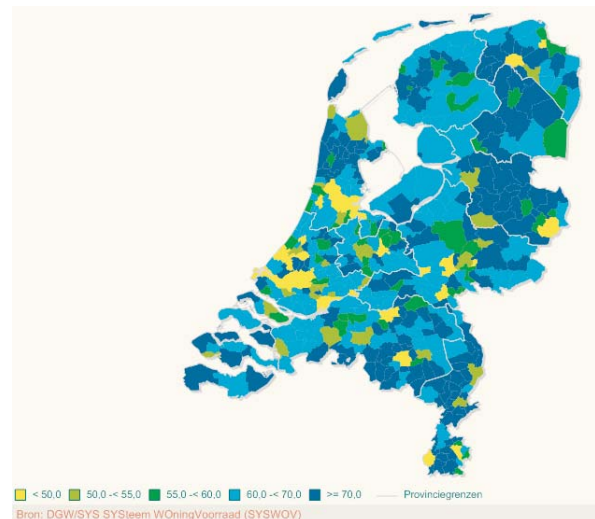 < 50,0 50,0 -< 55,0 55,0 -< 60,0 60,0 -< 70,0 >= 70,0 Provinciegrenzen
Bron: DGW/SYS SYSteem WOningVoorraad (SYSWOV)